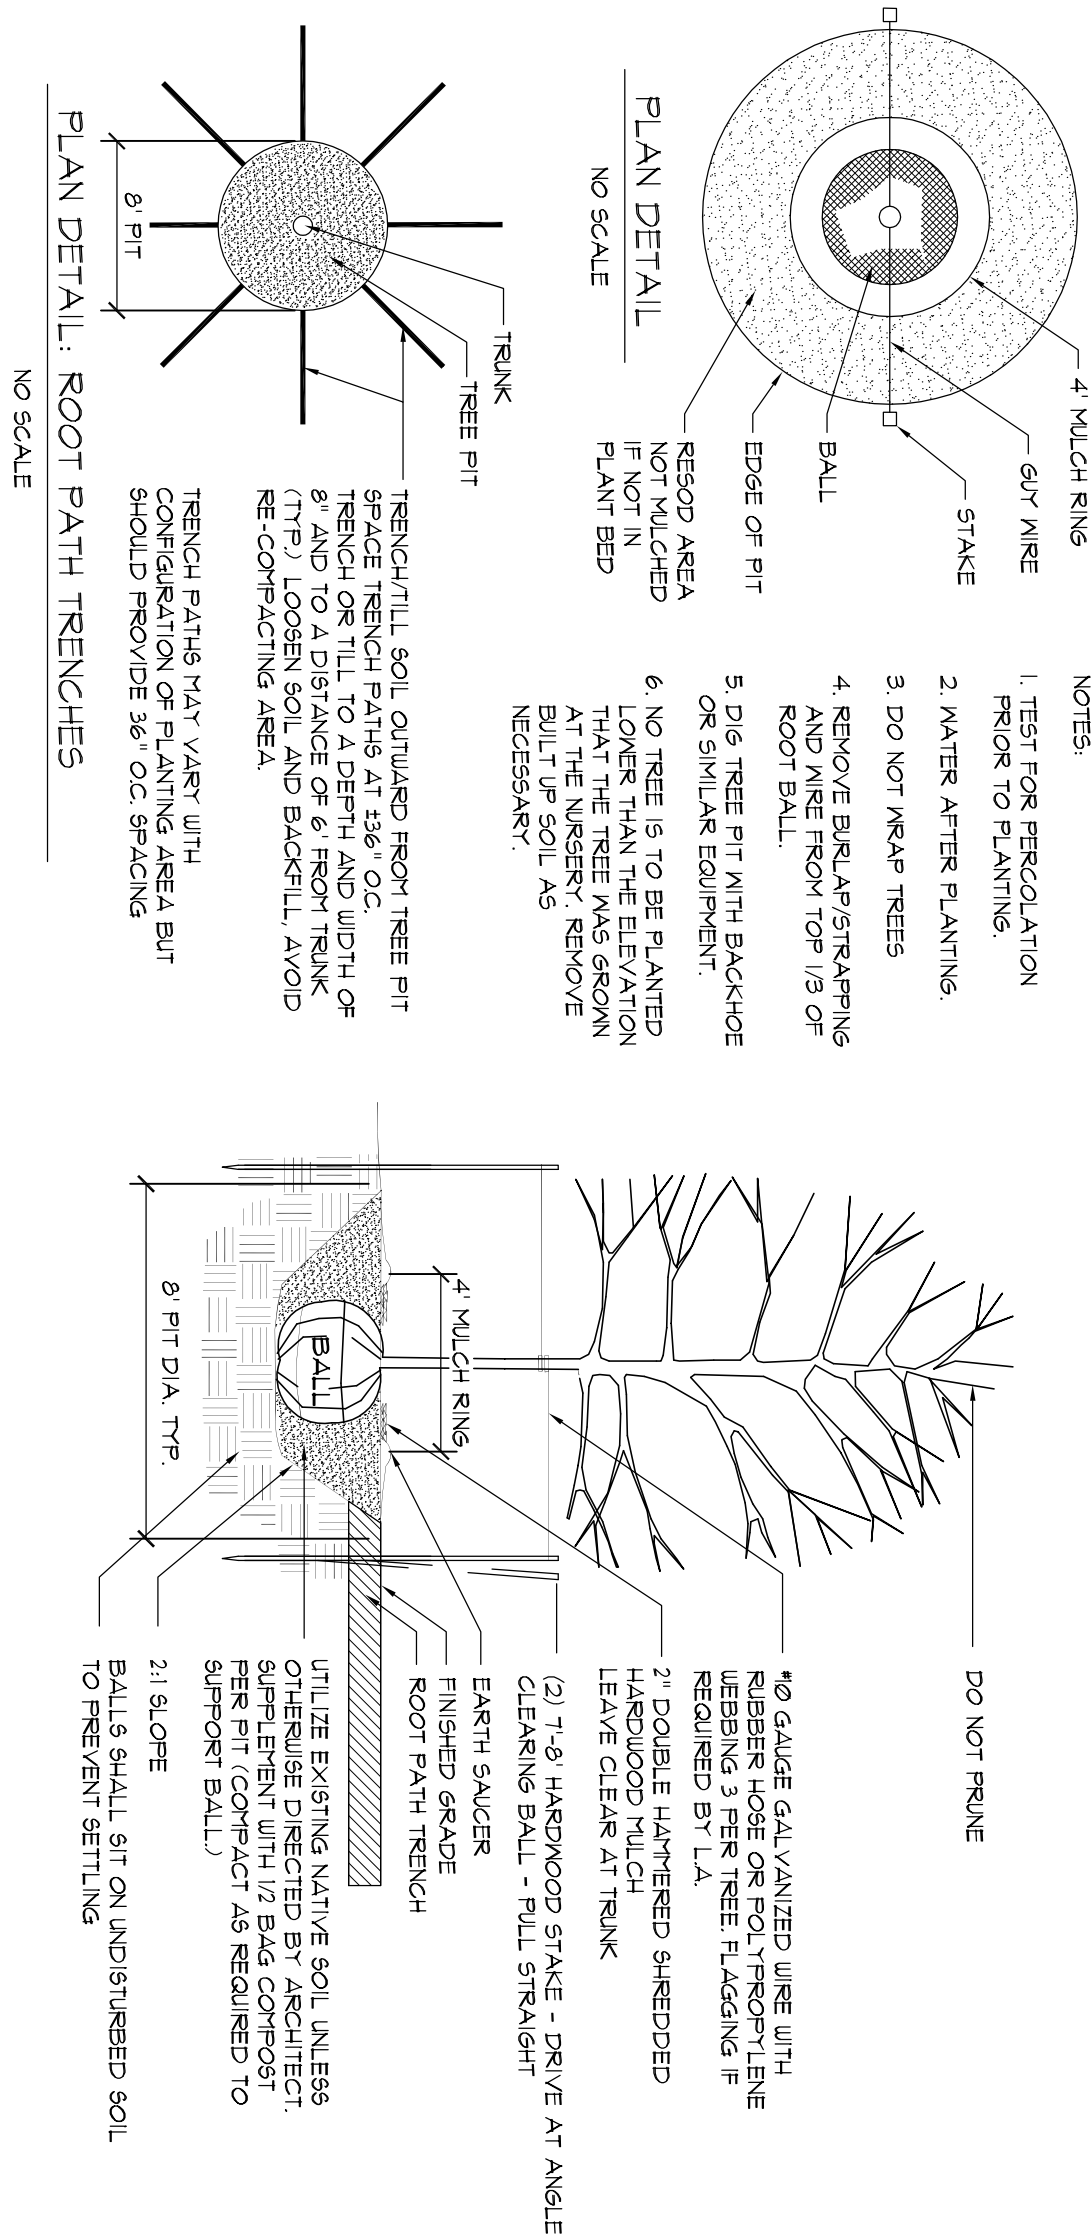 4' MULCH RING
GUY WIRE
STAKE
BALL
EDGE OF PIT
RESOD AREA
NOT MULCHED
IF NOT IN
PLANT BED
PLAN DETAIL
NO SCALE
TRUNK
TREE PIT
TRENCH/TILL SOIL OUTWARD FROM TREE PIT
SPACE TRENCH PATHS AT ±36" O.C.
TRENCH OR TILL TO A DEPTH AND WIDTH OF
8" AND TO A DISTANCE OF 6' FROM TRUNK
(TYP.) LOOSEN SOIL AND BACKFILL, AVOID
RE-COMPACTING AREA.
TRENCH PATHS MAY VARY WITH
CONFIGURATION OF PLANTING AREA BUT
SHOULD PROVIDE 36" O.C. SPACING
8' PIT
PLAN DETAIL: ROOT PATH TRENCHES
NO SCALE
NOTES:
1. TEST FOR PERCOLATION
PRIOR TO PLANTING.
2. WATER AFTER PLANTING.
3. DO NOT WRAP TREES
4. REMOVE BURLAP/STRAPPING
AND WIRE FROM TOP 1/3 OF
ROOT BALL.
5. DIG TREE PIT WITH BACKHOE
OR SIMILAR EQUIPMENT.
6. NO TREE IS TO BE PLANTED
LOWER THAN THE ELEVATION
THAT THE TREE WAS GROWN
AT THE NURSERY. REMOVE
BUILT UP SOIL AS
NECESSARY.
DO NOT PRUNE
#10 GAUGE GALVANIZED WIRE WITH
RUBBER HOSE OR POLYPROPYLENE
WEBBING 3 PER TREE. FLAGGING IF
REQUIRED BY L.A.
2" DOUBLE HAMMERED SHREDDED
HARDWOOD MULCH
LEAVE CLEAR AT TRUNK
(2) 7'-8' HARDWOOD STAKE - DRIVE AT ANGLE
CLEARING BALL - PULL STRAIGHT
EARTH SAUCER
FINISHED GRADE
ROOT PATH TRENCH
UTILIZE EXISTING NATIVE SOIL UNLESS
OTHERWISE DIRECTED BY ARCHITECT.
SUPPLEMENT WITH 1/2 BAG COMPOST
PER PIT (COMPACT AS REQUIRED TO
SUPPORT BALL.)
2:1 SLOPE
BALLS SHALL SIT ON UNDISTURBED SOIL
TO PREVENT SETTLING
4' MULCH RING
BALL
8' PIT DIA. TYP.